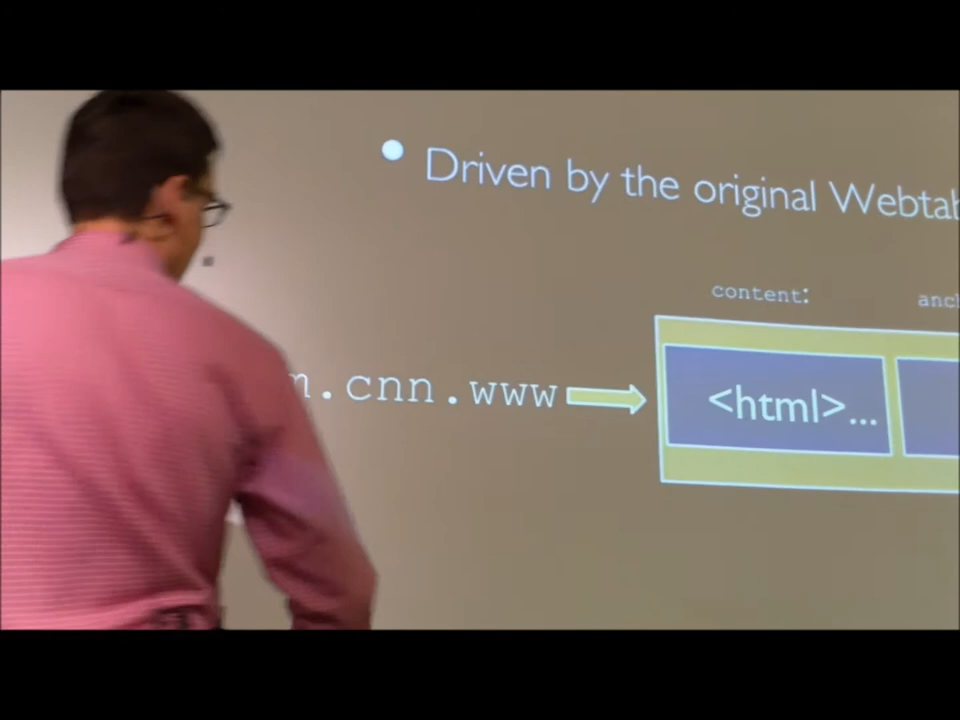 Driven by the original Webtab
content:
anch
m.cnn.www
<html>...